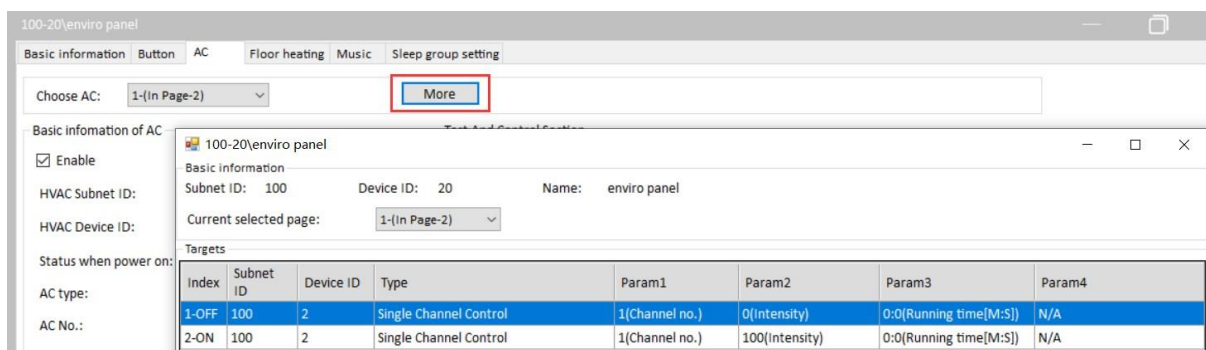 100-20\enviro panel
Basic information Button AC Floor heating Music Sleep group setting
Choose AC: 1-(In Page-2) More
Basic infomation of AC
Enable
HVAC Subnet ID:
HVAC Device ID:
Status when power on:
AC type:
AC No.:
100-20\enviro panel
Basic information
Subnet ID: 100 Device ID: 20 Name: enviro panel
Current selected page: 1-(In Page-2)
Targets
Index Subnet ID Device ID Type Param1 Param2 Param3 Param4
1-OFF 100 2 Single Channel Control 1(Channel no.) 0(Intensity) 0:0(Running time[M:S]) N/A
2-ON 100 2 Single Channel Control 1(Channel no.) 100(Intensity) 0:0(Running time[M:S]) N/A